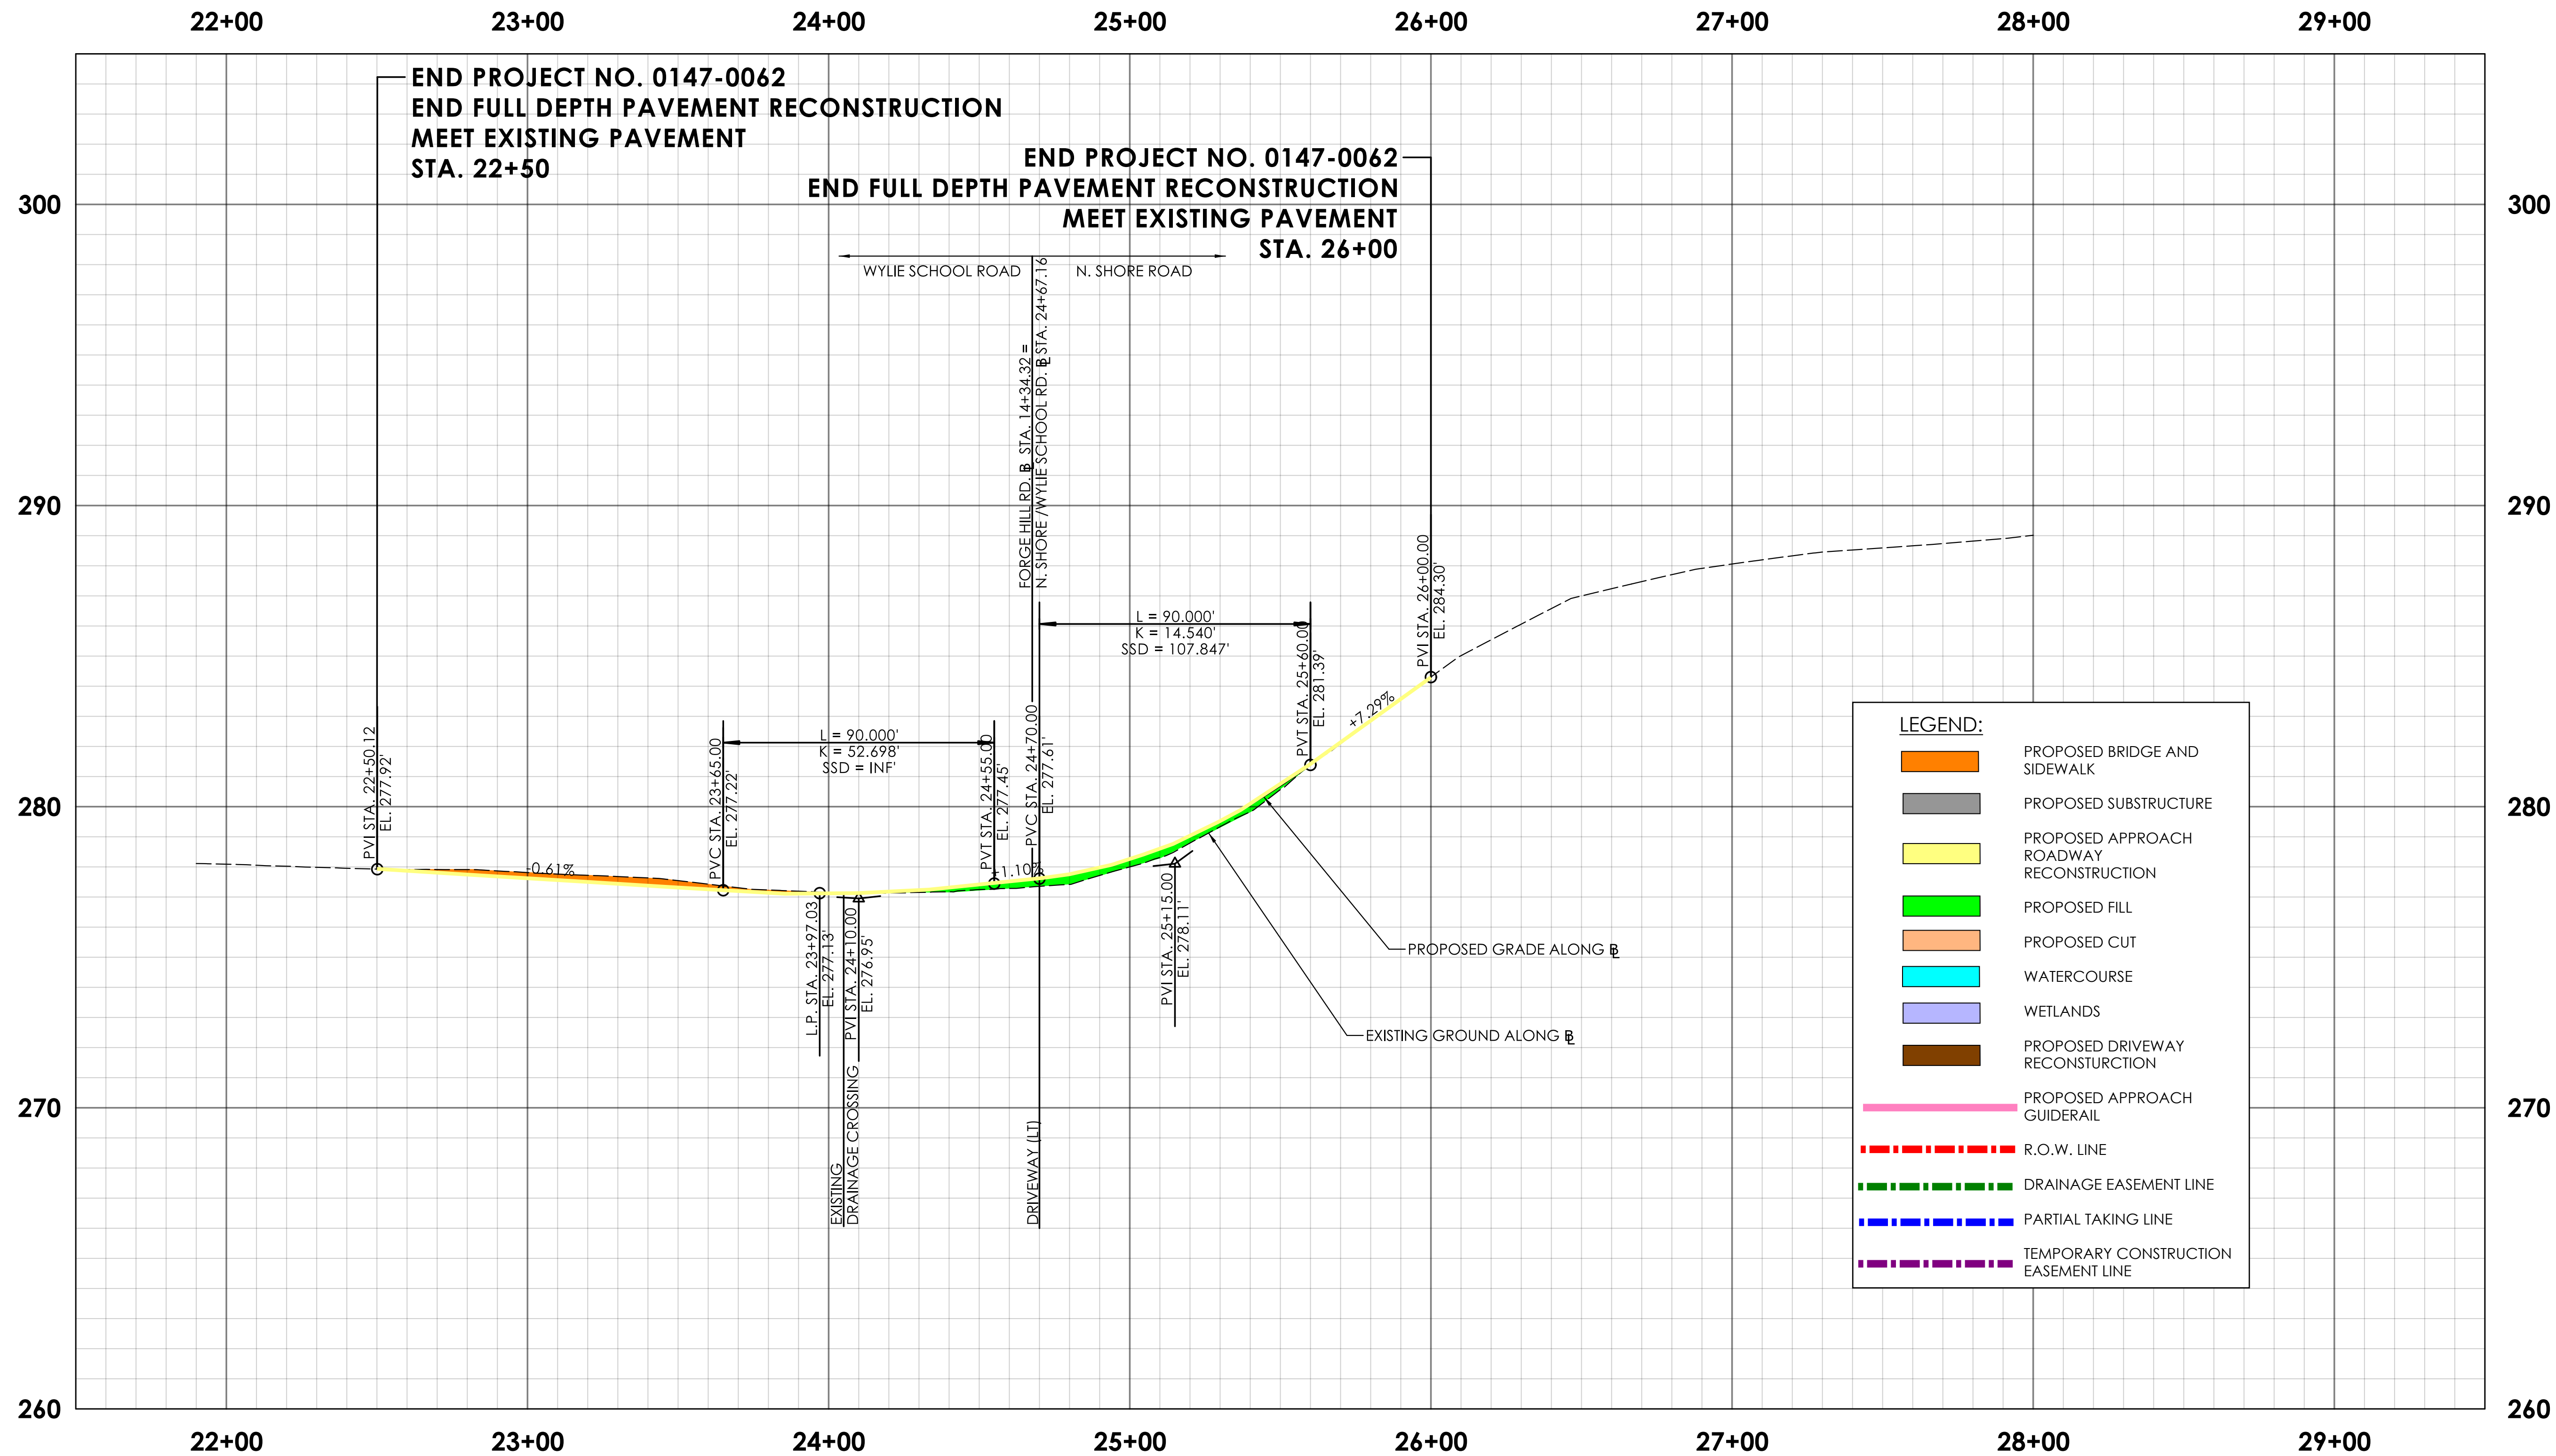 22+00 23+00 24+00 25+00 26+00 27+00 28+00 29+00
END PROJECT NO. 0147-0062
END FULL DEPTH PAVEMENT RECONSTRUCTION
MEET EXISTING PAVEMENT
STA. 22+50
END PROJECT NO. 0147-0062
END FULL DEPTH PAVEMENT RECONSTRUCTION
MEET EXISTING PAVEMENT
STA. 26+00
WYLIE SCHOOL ROAD
N. SHORE ROAD
FORGE HILL RD. BL STA. 14+34.32 =
N. SHORE /WYLIE SCHOOL RD. BL STA. 24+67.16
300 300
290 290
280 280
270 270
260 260
PVI STA. 22+50.12
EL. 277.92'
-0.61%
PVC STA.23+65.00
EL. 277.22'
L = 90.000'
K = 52.698'
SSD = INF'
PVT STA. 24+55.00
EL. 277.45'
+1.10%
PVC STA. 24+70.00
EL. 277.61'
L = 90.000'
K = 14.540'
SSD = 107.847'
PVT STA. 25+60.00
EL. 281.39'
+7.29%
PVI STA. 26+00.00
EL. 284.30'
L.P. STA. 23+97.03
EL. 277.13'
PVI STA. 24+10.00
EL. 276.95'
EXISTING
DRAINAGE CROSSING
DRIVEWAY (LT)
PVI STA. 25+15.00
EL. 278.11'
PROPOSED GRADE ALONG BL
EXISTING GROUND ALONG BL
LEGEND:
PROPOSED BRIDGE AND
SIDEWALK
PROPOSED SUBSTRUCTURE
PROPOSED APPROACH
ROADWAY
RECONSTRUCTION
PROPOSED FILL
PROPOSED CUT
WATERCOURSE
WETLANDS
PROPOSED DRIVEWAY
RECONSTURCTION
PROPOSED APPROACH
GUIDERAIL
R.O.W. LINE
DRAINAGE EASEMENT LINE
PARTIAL TAKING LINE
TEMPORARY CONSTRUCTION
EASEMENT LINE
22+00 23+00 24+00 25+00 26+00 27+00 28+00 29+00